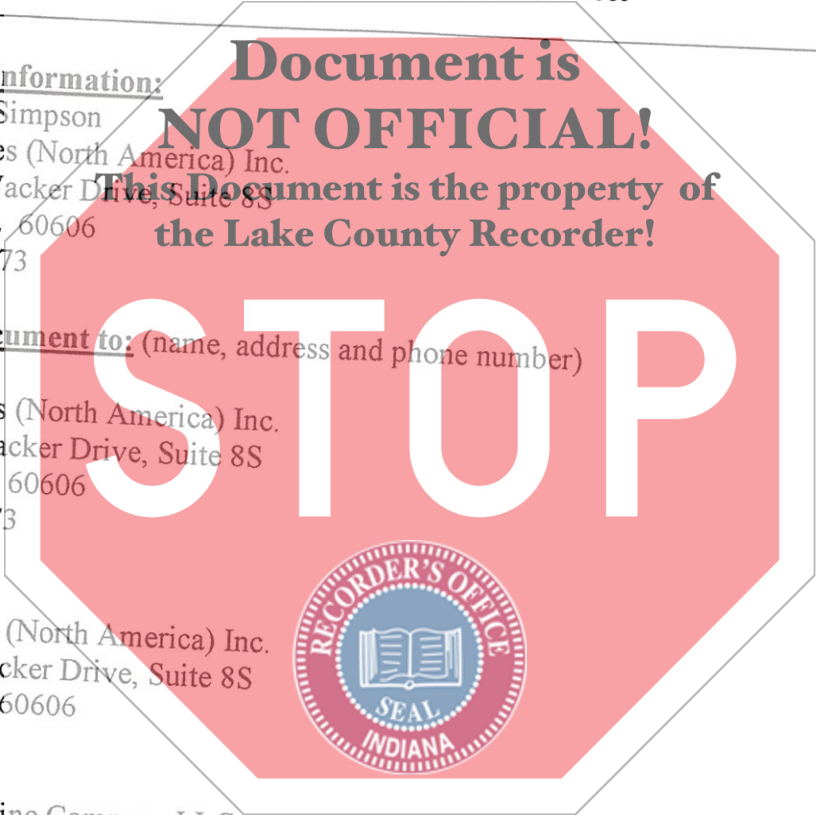 Document is
nformation:
Simpson
NOT OFFICIAL!
es (North America) Inc.
acker Drive, Suite 8S
This Document is the property of
60606
the Lake County Recorder!
73
cument to: (name, address and phone number)
STOP
s (North America) Inc.
acker Drive, Suite 8S
60606
3
RECORDER'S OFFICE
(North America) Inc.
cker Drive, Suite 8S
60606
SEAL
INDIANA